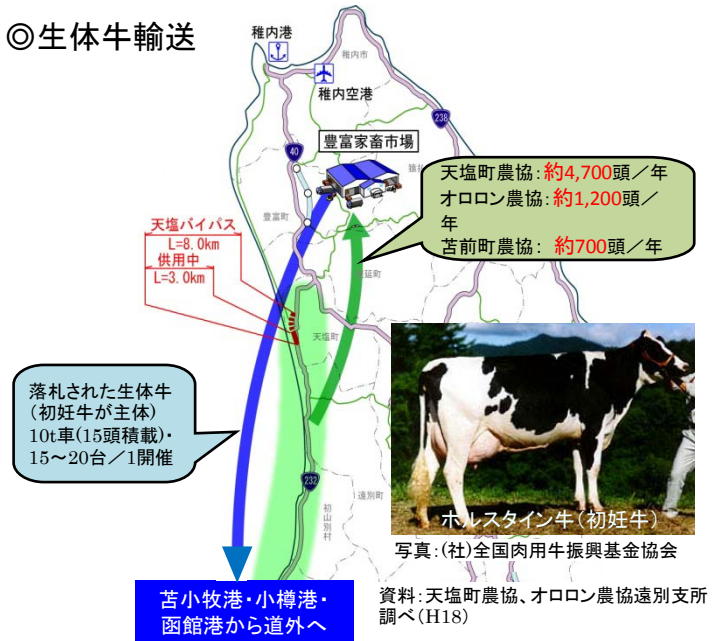 ◎生体牛輸送
稚内港
稚内市
稚内空港
238
豊富家畜市場
40
天塩町農協：約4,700頭／年
オロロン農協：約1,200頭／
年
苫前町農協： 約700頭／年
豊富町
天塩バイパス
L=8.0km
供用中
L=3.0km
天塩町
落札された生体牛
(初妊牛が主体)
10t車(15頭積載)・
15～20台／1開催
232
遠別町
初山別村
ホルスタイン牛(初妊牛)
写真：(社)全国肉用牛振興基金協会
苫小牧港・小樽港・
函館港から道外へ
資料：天塩町農協、オロロン農協遠別支所
調べ(H18)